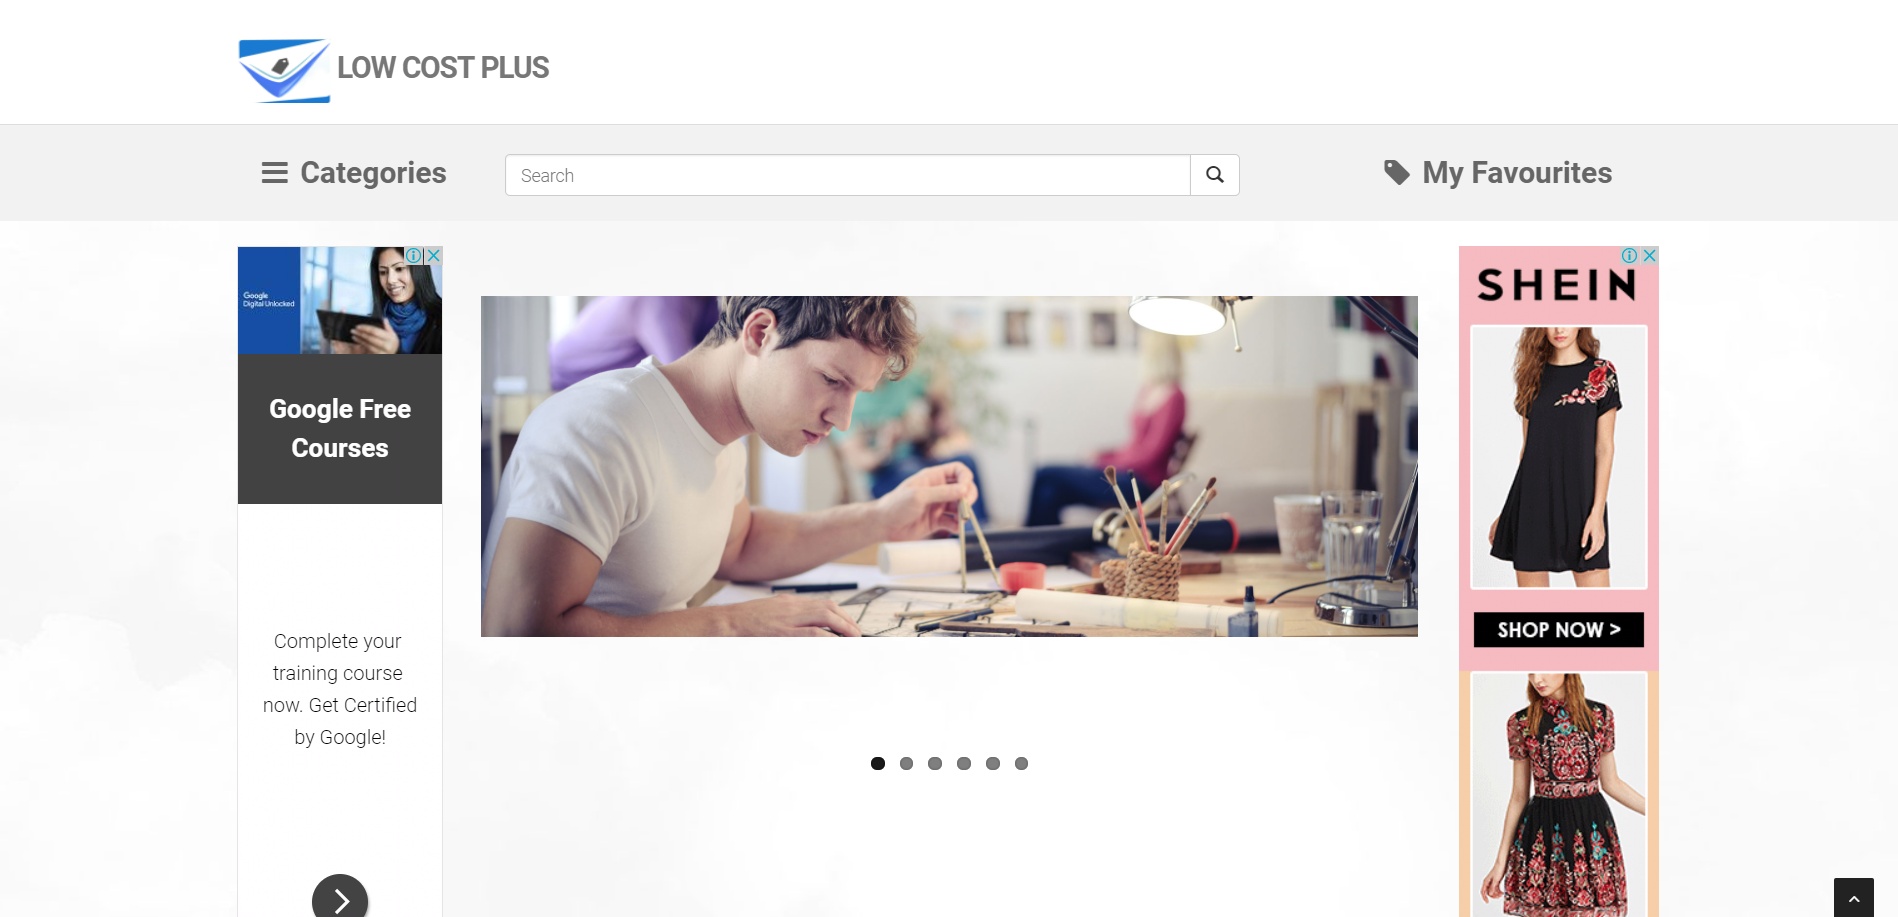 LOW COST PLUS
Categories
Search
My Favourites
Google
Digital Unlocked
Google Free
Courses
Complete your
training course
now. Get Certified
by Google!
SHEIN
SHOP NOW >